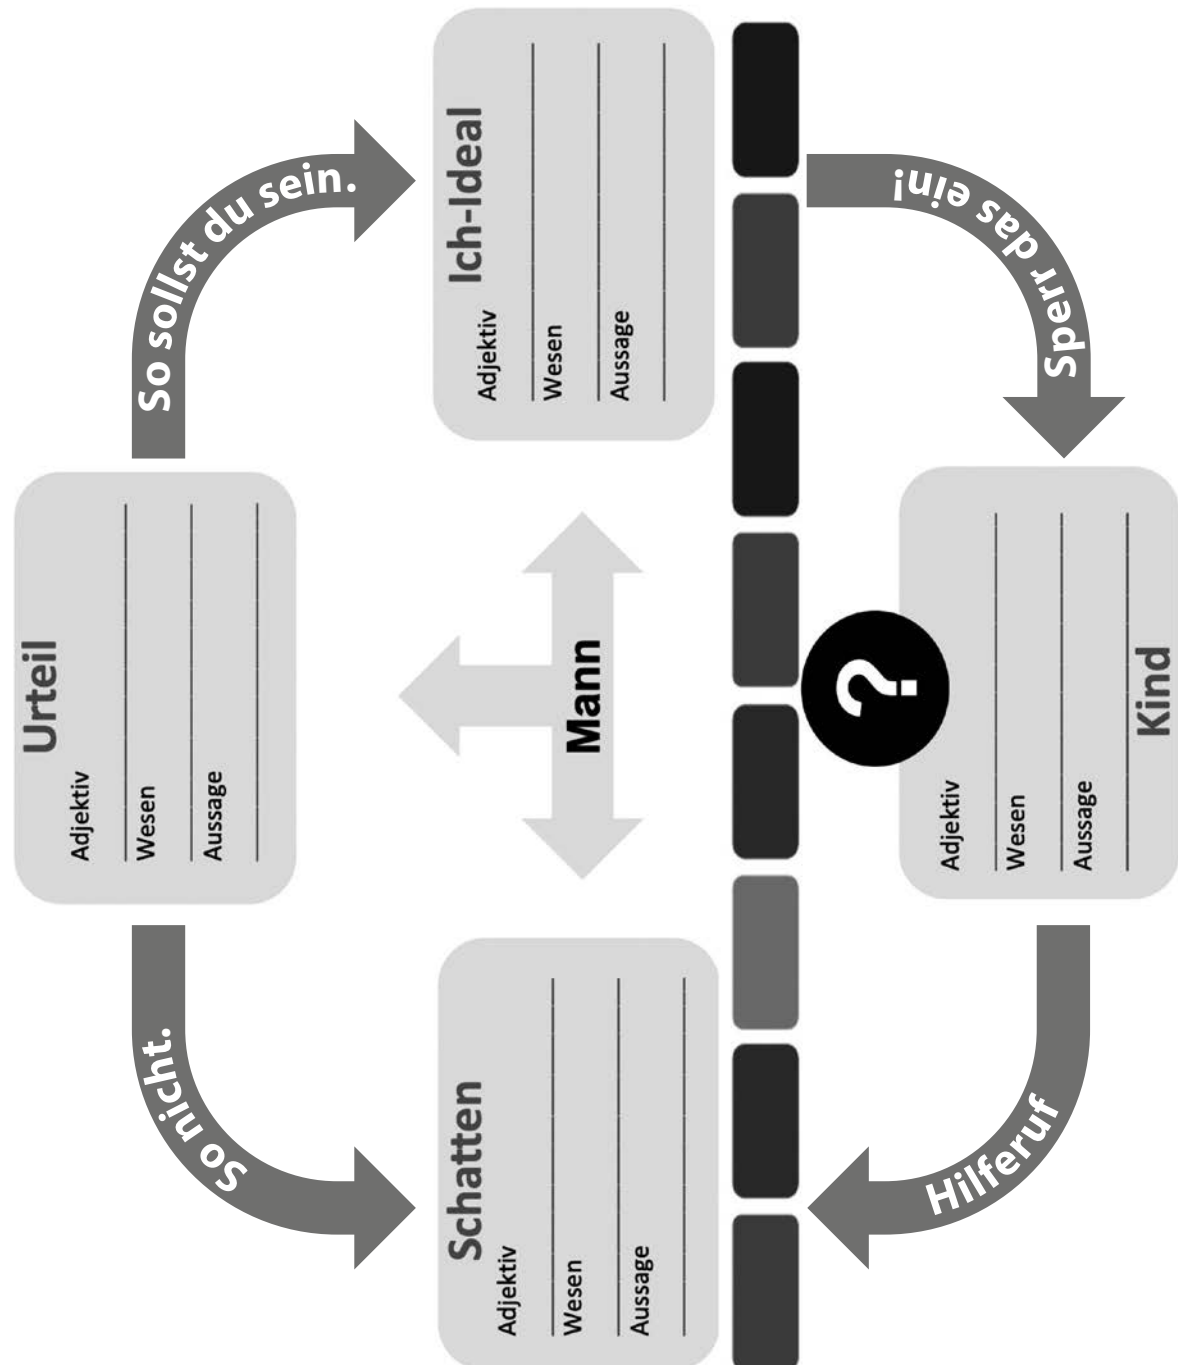 Urteil
Adjektiv
Wesen
Aussage
So nicht.
So sollst du sein.
Schatten
Adjektiv
Wesen
Aussage
Mann
Ich-Ideal
Adjektiv
Wesen
Aussage
Hilferuf
Sperr das ein!
?
Adjektiv
Wesen
Aussage
Kind